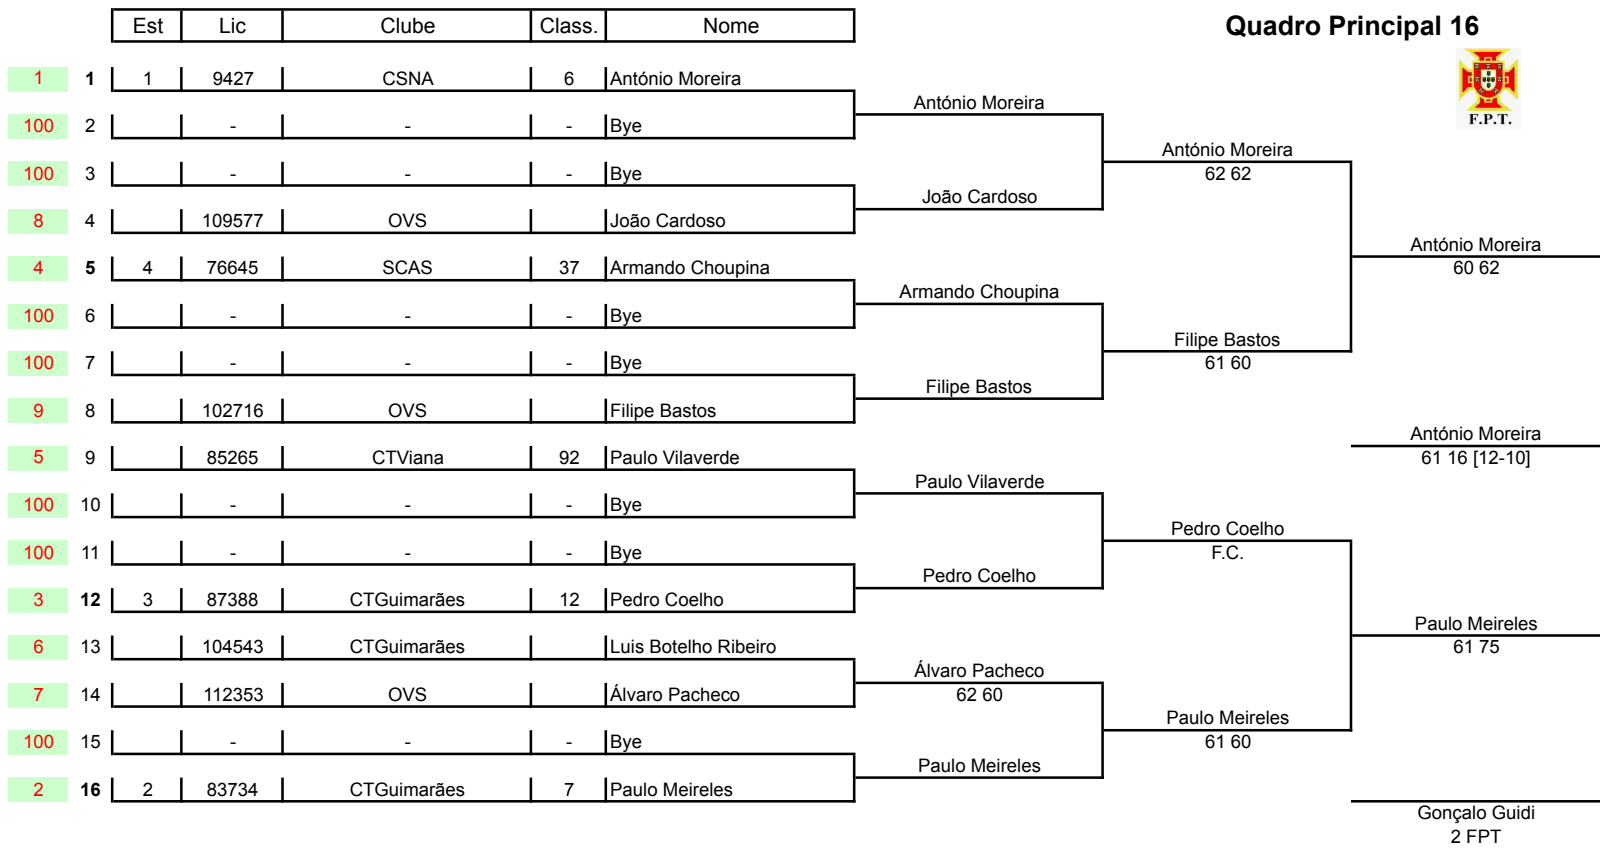 Est Lic Clube Class. Nome
Quadro Principal 16
F.P.T.
1 1 1 9427 CSNA 6 António Moreira
100 2 - - - Bye
100 3 - - - Bye
8 4 109577 OVS João Cardoso
4 5 4 76645 SCAS 37 Armando Choupina
100 6 - - - Bye
100 7 - - - Bye
9 8 102716 OVS Filipe Bastos
5 9 85265 CTViana 92 Paulo Vilaverde
100 10 - - - Bye
100 11 - - - Bye
3 12 3 87388 CTGuimarães 12 Pedro Coelho
6 13 104543 CTGuimarães Luis Botelho Ribeiro
7 14 112353 OVS Álvaro Pacheco
100 15 - - - Bye
2 16 2 83734 CTGuimarães 7 Paulo Meireles
António Moreira
João Cardoso
Armando Choupina
Filipe Bastos
Paulo Vilaverde
Pedro Coelho
Álvaro Pacheco
62 60
Paulo Meireles
António Moreira
62 62
Filipe Bastos
61 60
Pedro Coelho
F.C.
Paulo Meireles
61 60
António Moreira
60 62
António Moreira
61 16 [12-10]
Paulo Meireles
61 75
Gonçalo Guidi
2 FPT